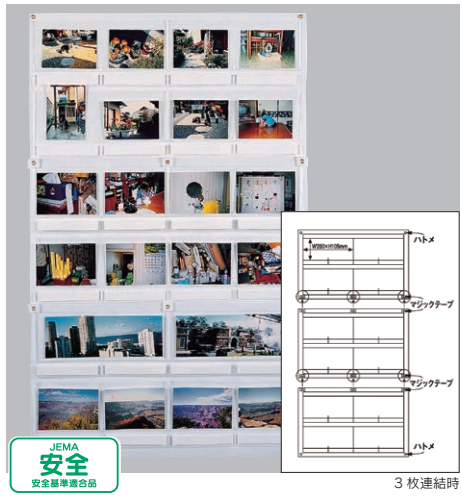 ハトメ
W260×H105mm
マジックテープ
マジックテープ
ハトメ
JEMA
安全
安全基準適合品
3枚連結時